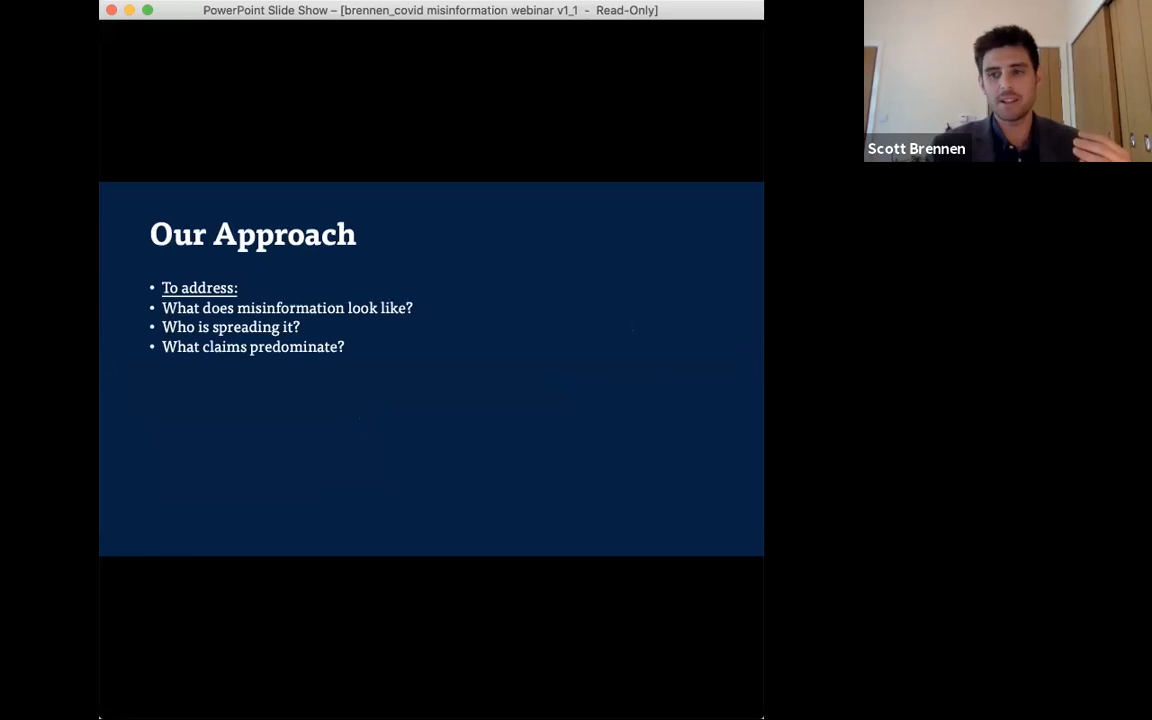 PowerPoint Slide Show – [brennen_covid misinformation webinar v1_1 - Read-Only]
Scott Brennen
Our Approach
• To address:
• What does misinformation look like?
• Who is spreading it?
• What claims predominate?